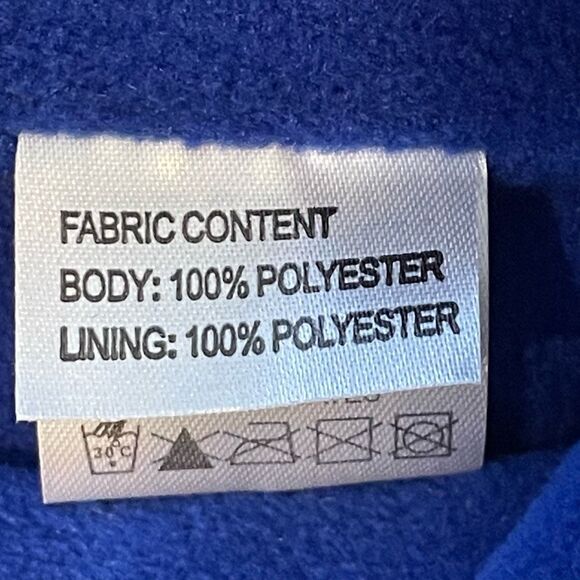 FABRIC CONTENT
BODY: 100% POLYESTER
LINING: 100% POLYESTER
30°C